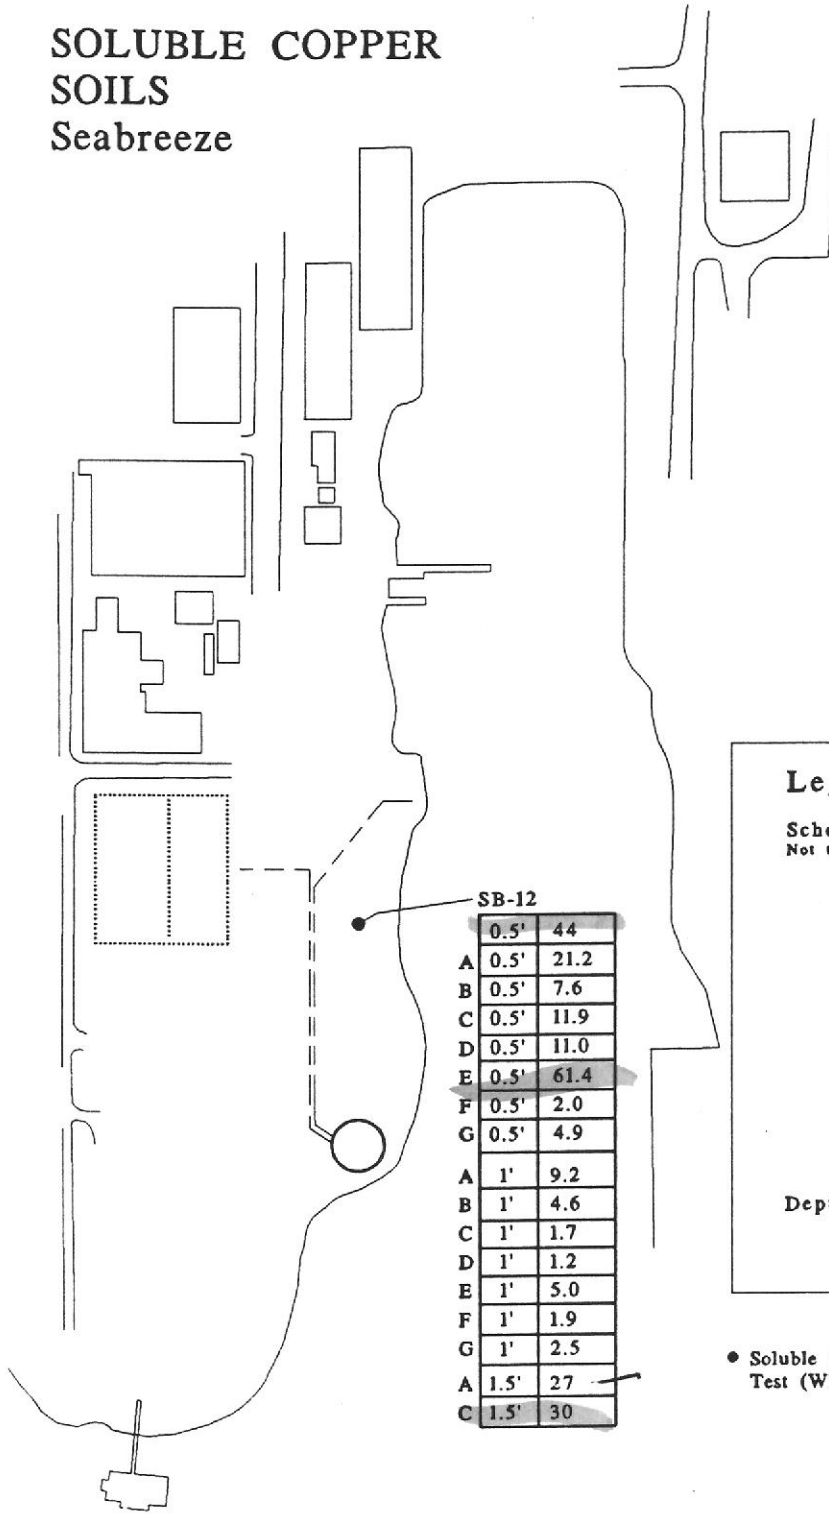 SOLUBLE COPPER
SOILS
Seabreeze
SB-12
0.5' 44
A 0.5' 21.2
B 0.5' 7.6
C 0.5' 11.9
D 0.5' 11.0
E 0.5' 61.4
F 0.5' 2.0
G 0.5' 4.9
A 1' 9.2
B 1' 4.6
C 1' 1.7
D 1' 1.2
E 1' 5.0
F 1' 1.9
G 1' 2.5
A 1.5' 27
C 1.5' 30
Not
● Soluble
Test (W